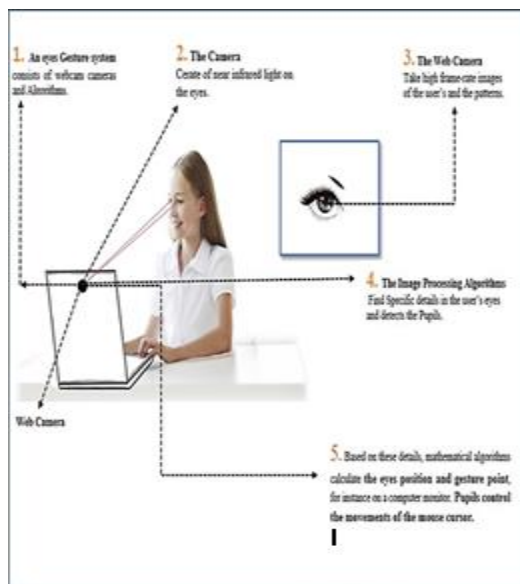 1. An eyes Gesture system
consists of webcam cameras
and Algorithms.
2. The Camera
Cerate of near infrared light on
the eyes.
3. The Web Camera
Take high frame-rate images
of the user's and the patterns.
4. The Image Processing Algorithms
Find Specific details in the user's eyes
and detects the Pupils.
Web Camera
5. Based on these details, mathematical algorithms
calculate the eyes position and gesture point,
for instance on a computer monitor. Pupils control
the movements of the mouse cursor.